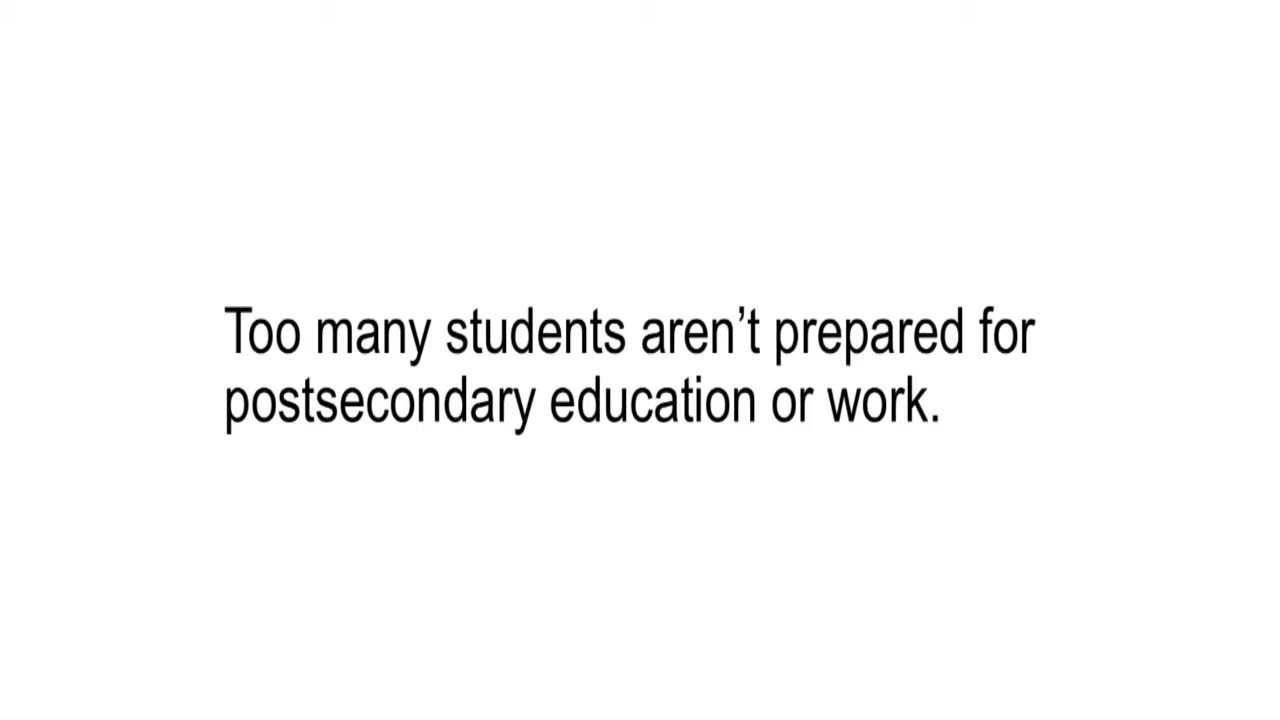 Too many students aren’t prepared for
postsecondary education or work.